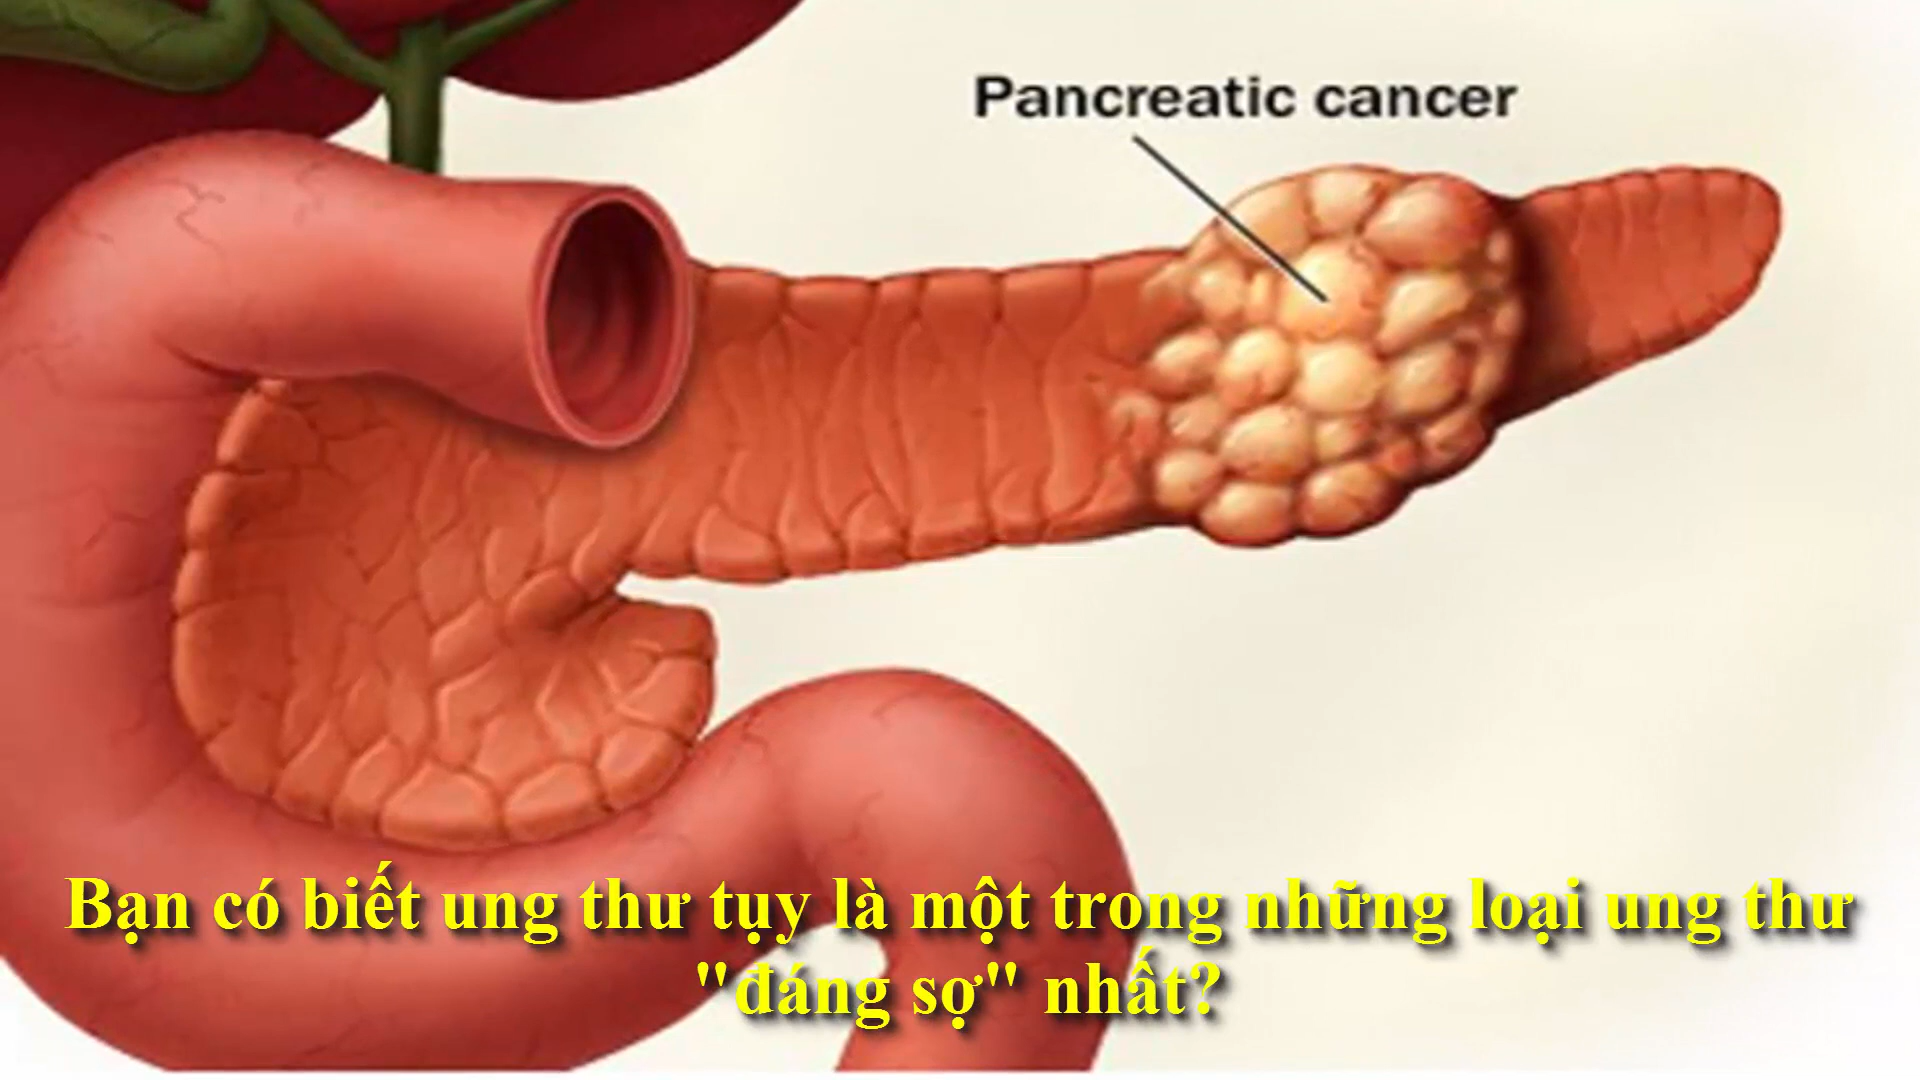 Pancreatic cancer
Bạn có biết ung thư tụy là một trong những loại ung thư
"đáng sợ" nhất?